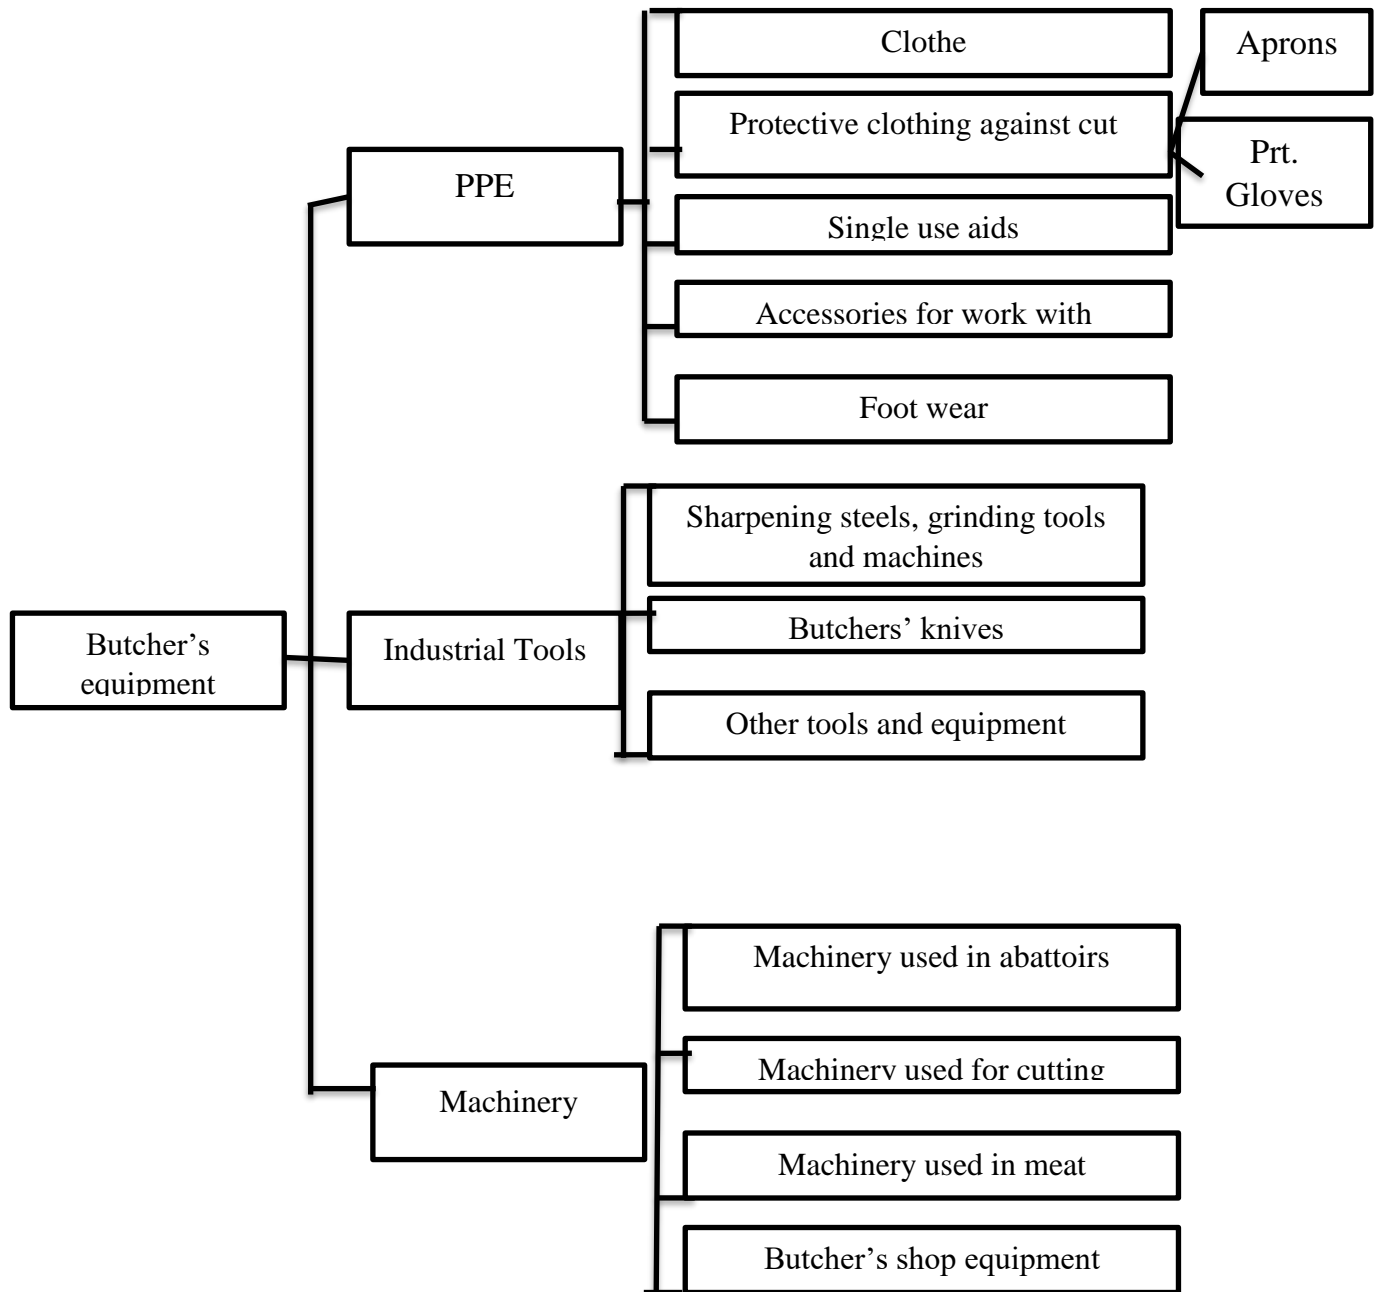 Clothe
Aprons
Protective clothing against cut
Prt.
Gloves
PPE
Single use aids
Accessories for work with
Foot wear
Sharpening steels, grinding tools
and machines
Butcher’s
equipment
Industrial Tools
Butchers’ knives
Other tools and equipment
Machinery used in abattoirs
Machinery used for cutting
Machinery
Machinery used in meat
Butcher’s shop equipment